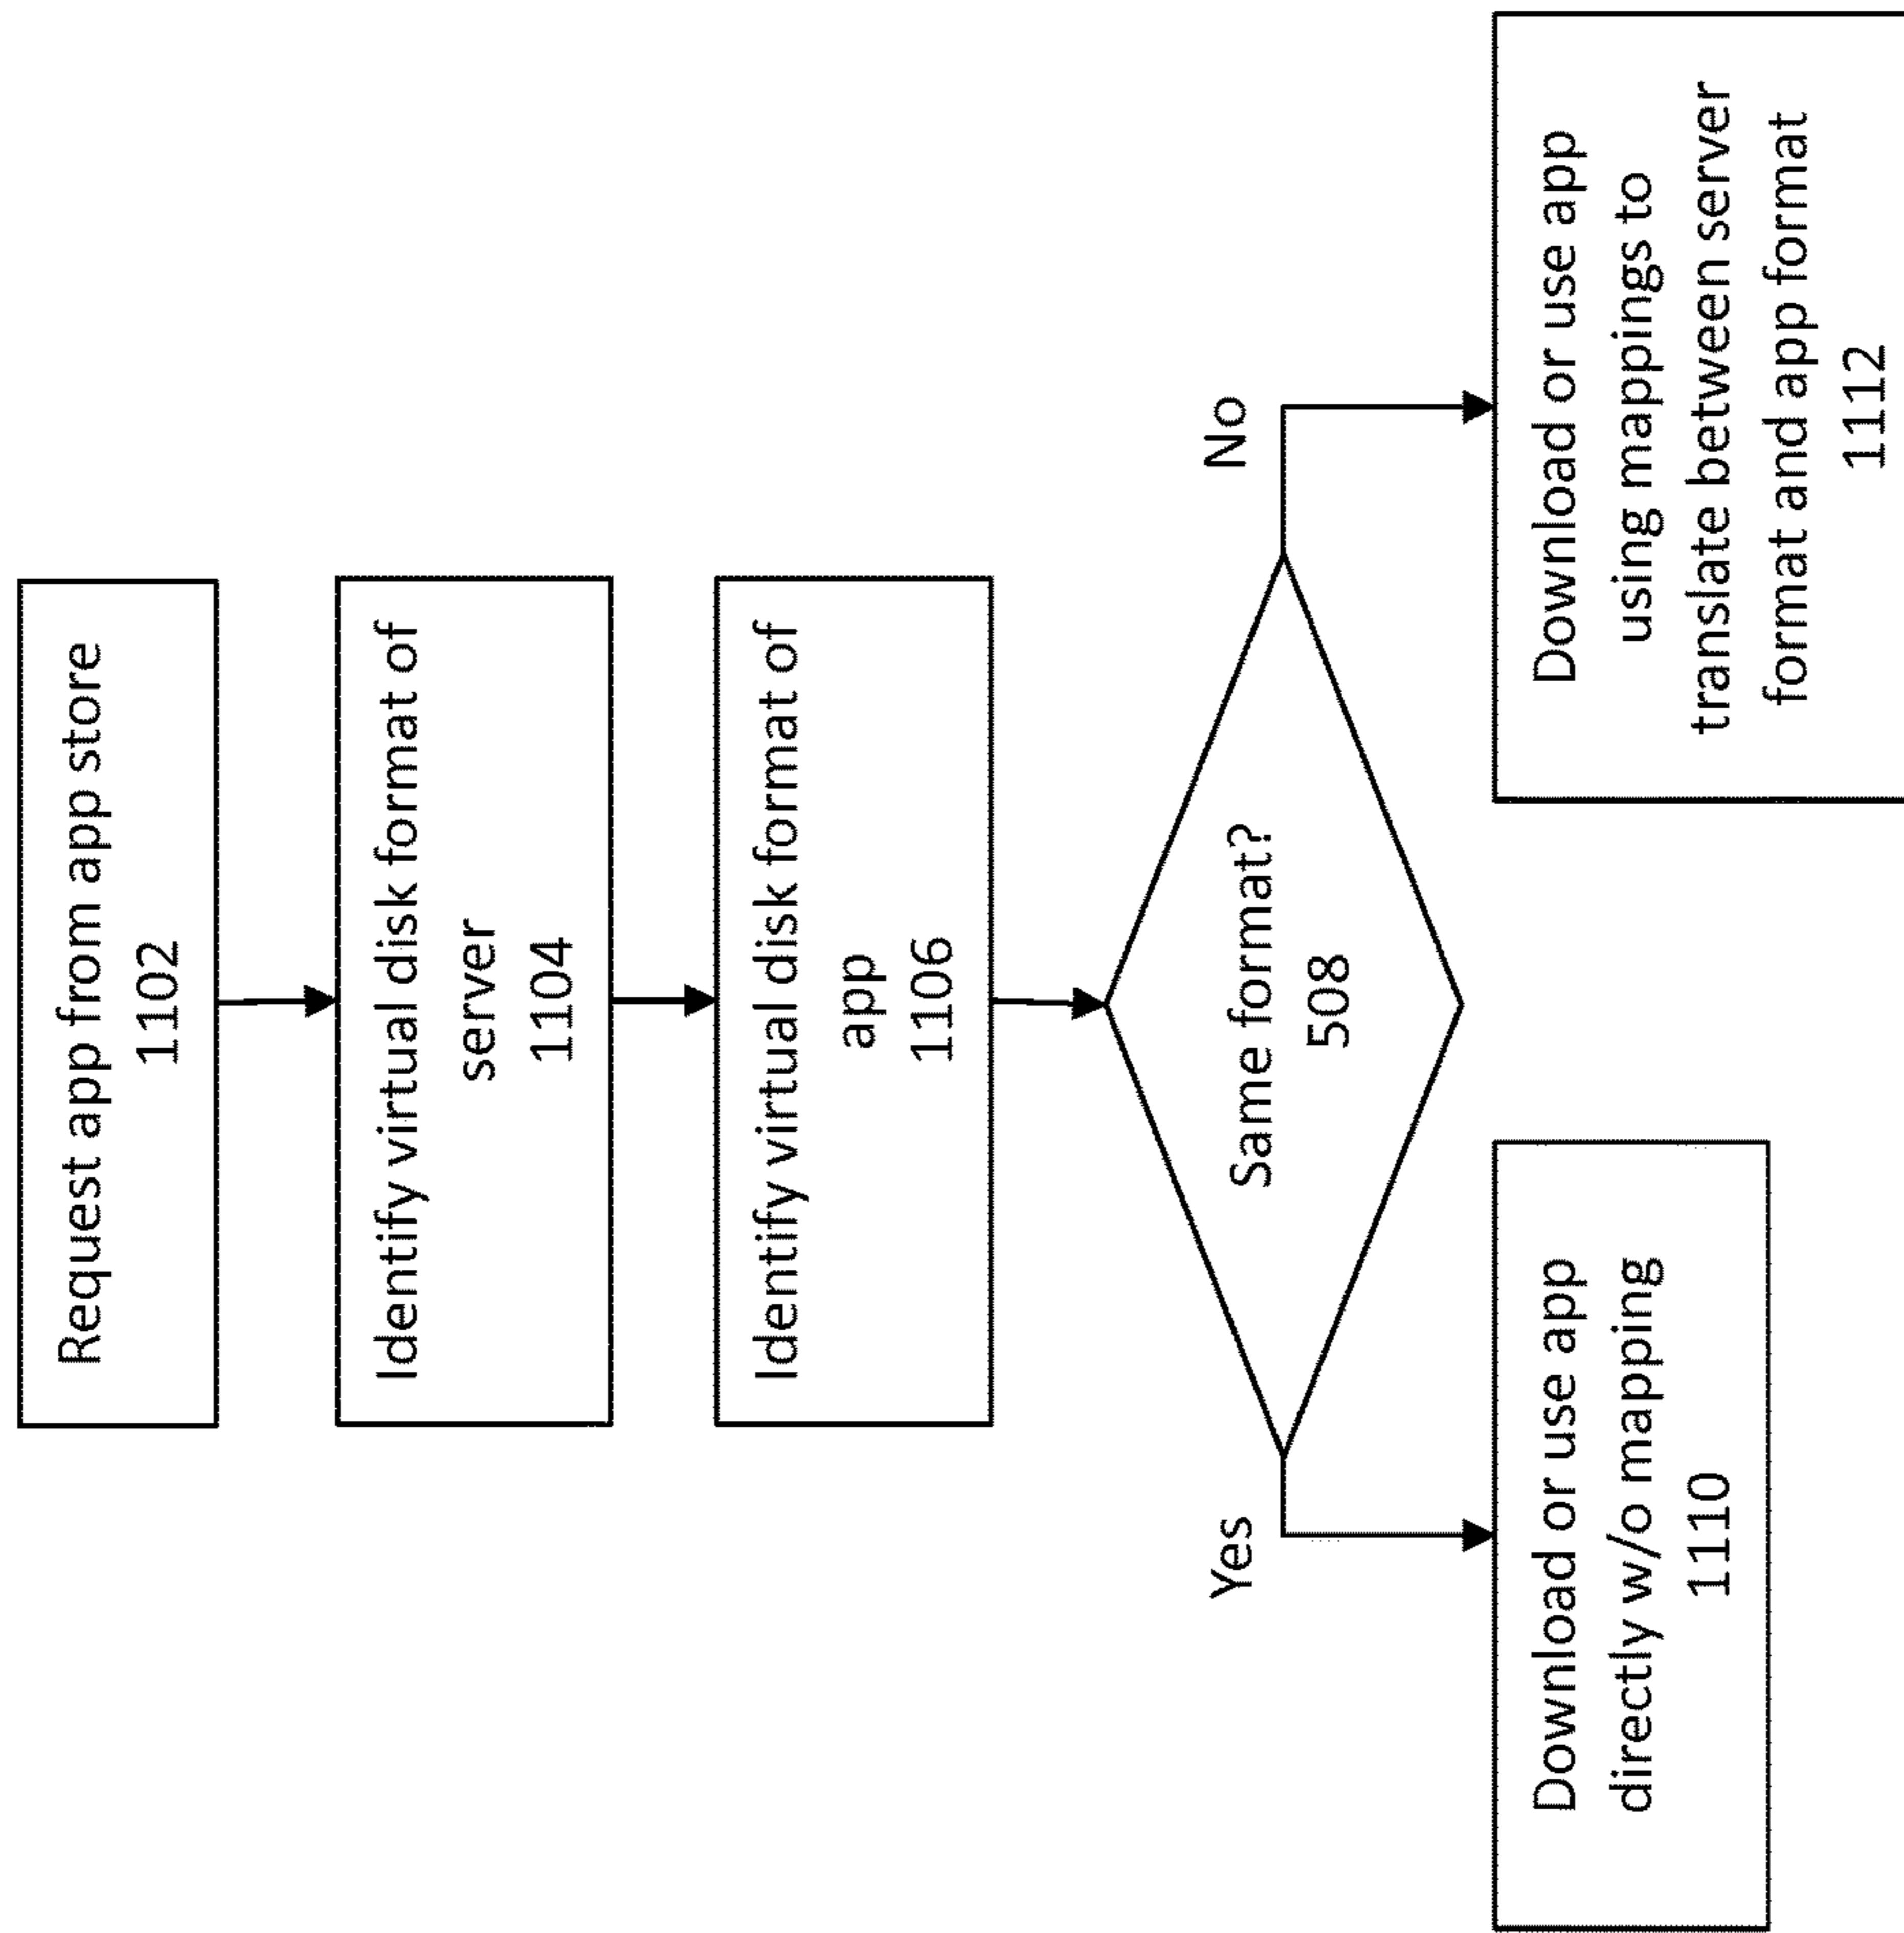 Request app from app store
1102
Identify virtual disk format of
server
1104
Identify virtual disk format of
app
1106
Same format?
508
Yes
No
Download or use app
directly w/o mapping
1110
Download or use app
using mappings to
translate between server
format and app format
1112